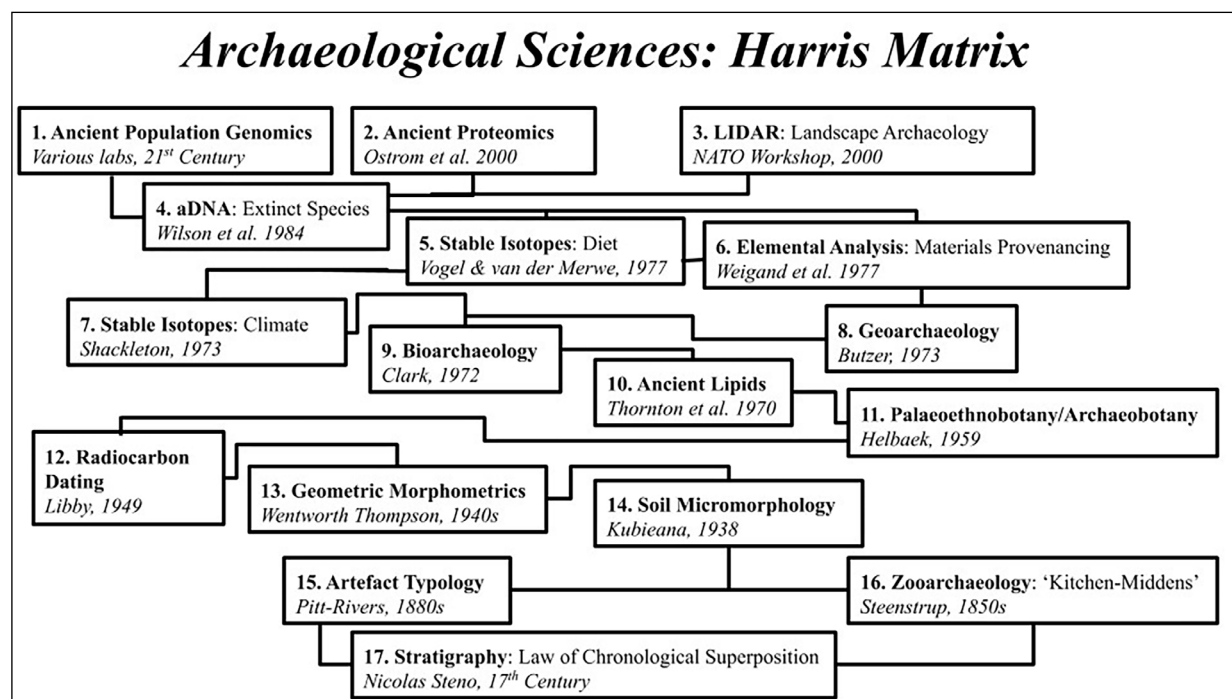 Archaeological Sciences: Harris Matrix
1. Ancient Population Genomics
Various labs, 21st Century
2. Ancient Proteomics
Ostrom et al. 2000
3. LIDAR: Landscape Archaeology
NATO Workshop, 2000
4. aDNA: Extinct Species
Wilson et al. 1984
5. Stable Isotopes: Diet
Vogel & van der Merwe, 1977
6. Elemental Analysis: Materials Provenancing
Weigand et al. 1977
7. Stable Isotopes: Climate
Shackleton, 1973
8. Geoarchaeology
Butzer, 1973
9. Bioarchaeology
Clark, 1972
10. Ancient Lipids
Thornton et al. 1970
11. Palaeoethnobotany/Archaeobotany
Helbaek, 1959
12. Radiocarbon
Dating
Libby, 1949
13. Geometric Morphometrics
Wentworth Thompson, 1940s
14. Soil Micromorphology
Kubieana, 1938
15. Artefact Typology
Pitt-Rivers, 1880s
16. Zooarchaeology: ‘Kitchen-Middens’
Steenstrup, 1850s
17. Stratigraphy: Law of Chronological Superposition
Nicolas Steno, 17th Century